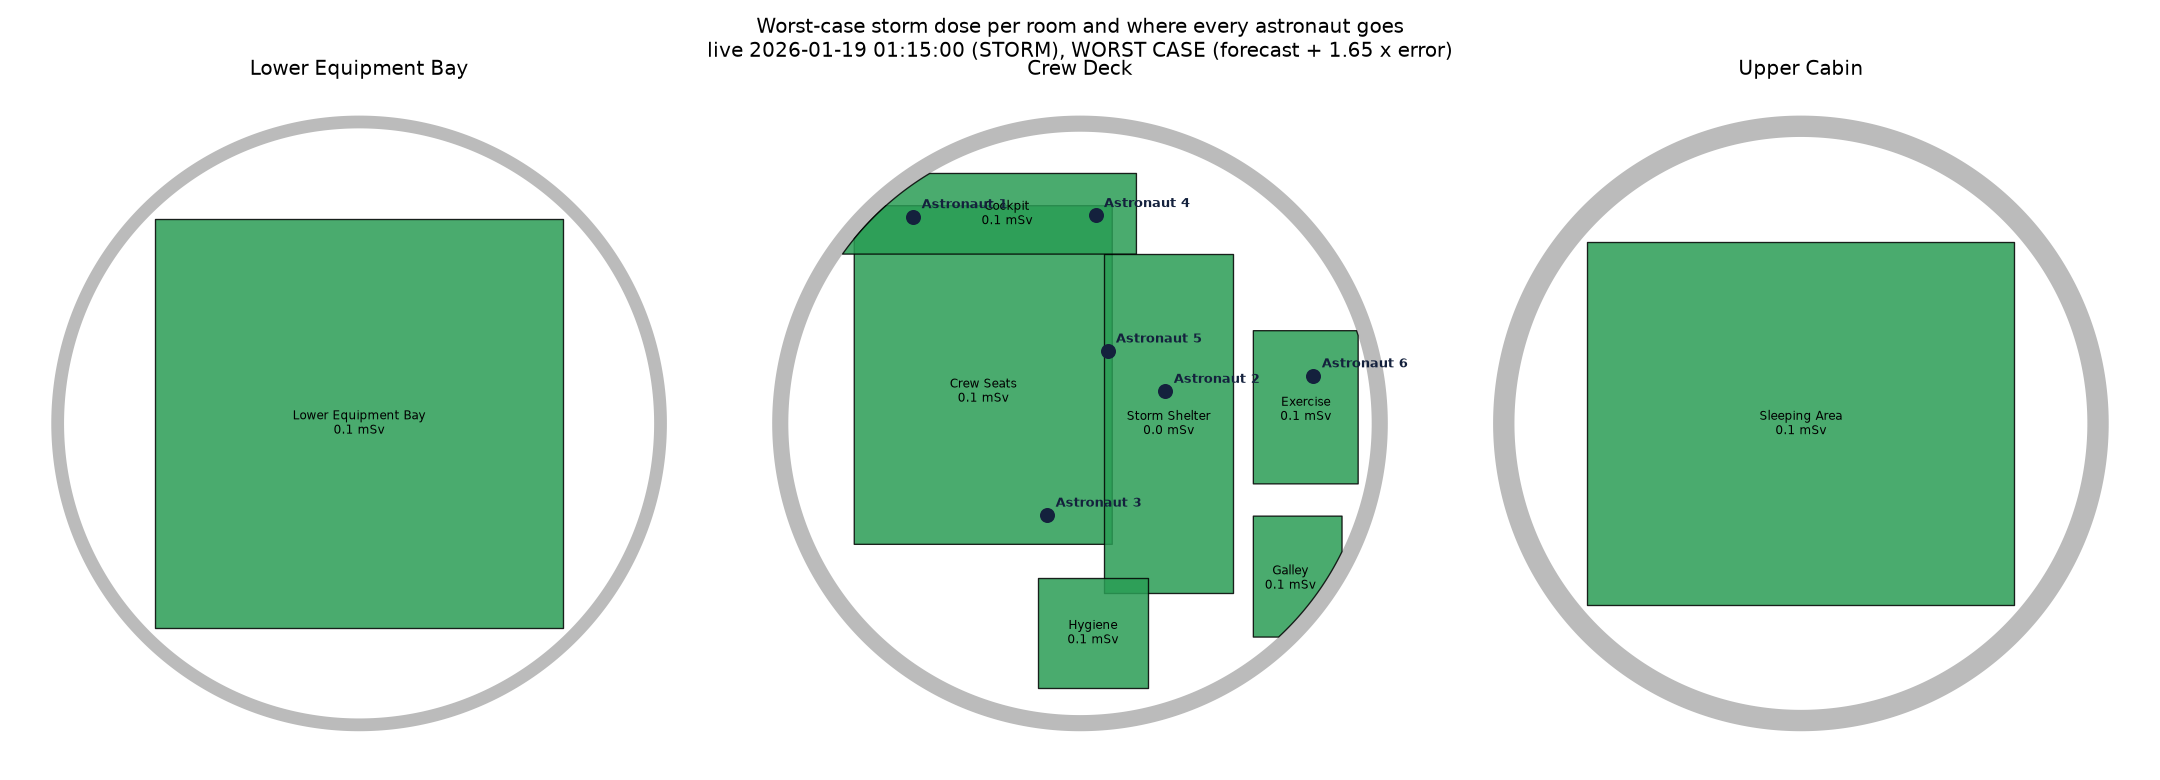 Worst-case storm dose per room and where every astronaut goes
live 2026-01-19 01:15:00 (STORM), WORST CASE (forecast + 1.65 x error)
Lower Equipment Bay
Crew Deck
Upper Cabin
Lower Equipment Bay
0.1 mSv
Astronaut 1
Cockpit
0.1 mSv
Astronaut 4
Astronaut 5
Astronaut 6
Astronaut 2
Crew Seats
0.1 mSv
Storm Shelter
0.0 mSv
Exercise
0.1 mSv
Astronaut 3
Galley
0.1 mSv
Hygiene
0.1 mSv
Sleeping Area
0.1 mSv